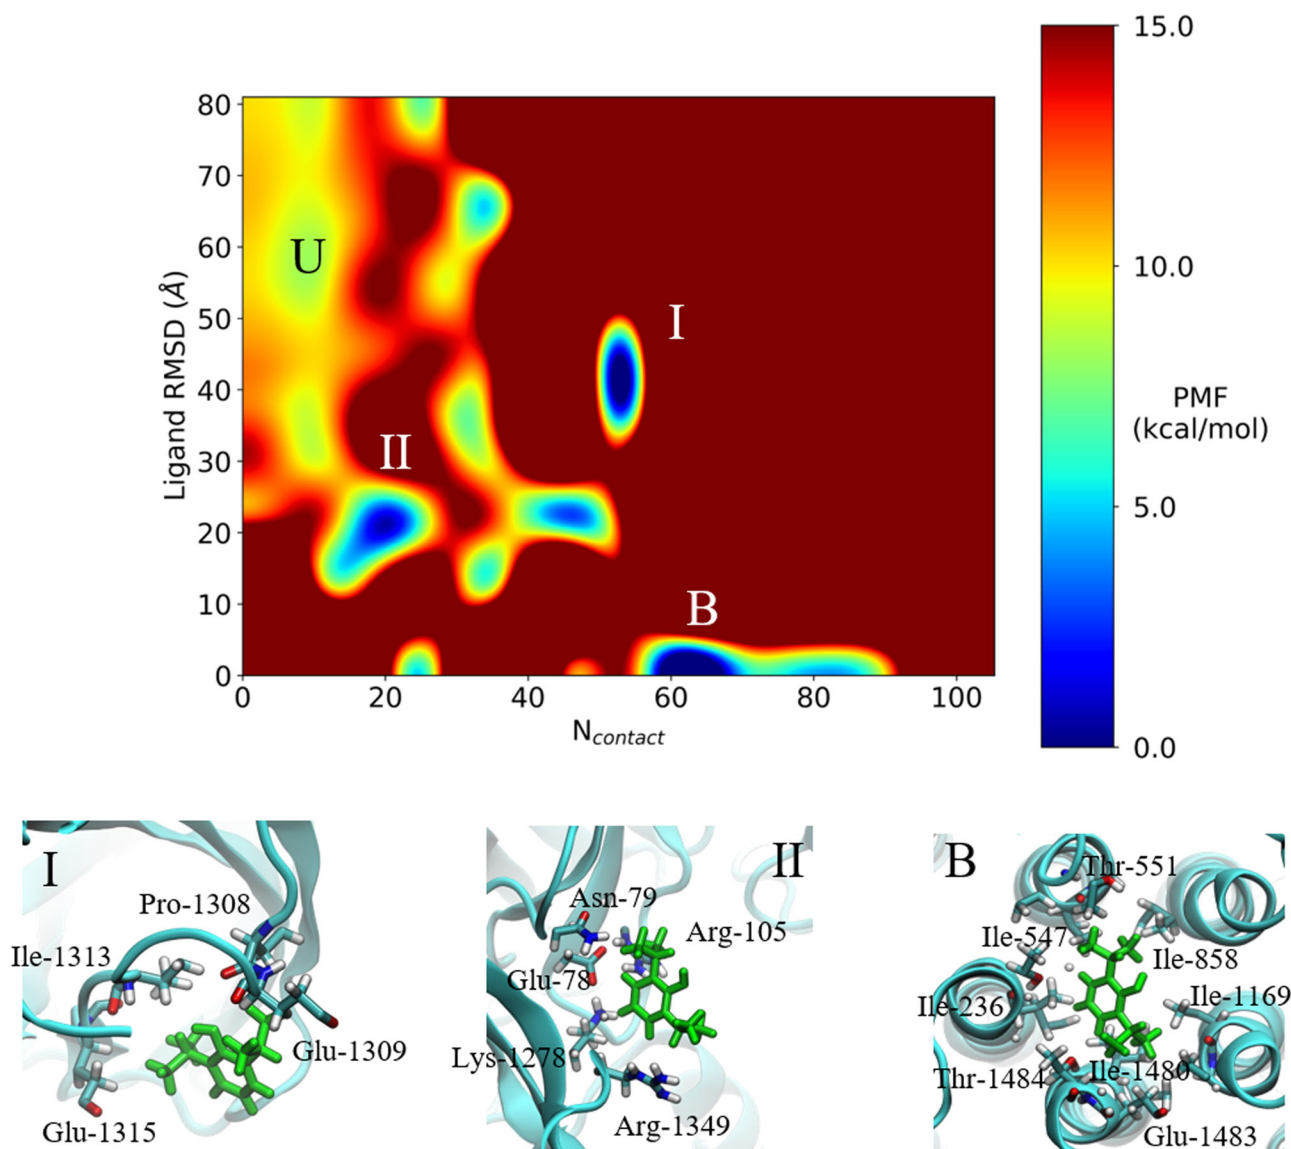 15.0
10.0
PMF
(kcal/mol)
5.0
0.0
80
70
60
50
40
30
20
10
0
Ligand RMSD (Å)
U
I
II
B
0 20 40 60 80 100
N_contact
I
Pro-1308
Ile-1313
Glu-1309
Glu-1315
II
Asn-79
Arg-105
Glu-78
Lys-1278
Arg-1349
B
Thr-551
Ile-547
Ile-858
Ile-236
Ile-1169
Thr-1484
Ile-1480
Glu-1483